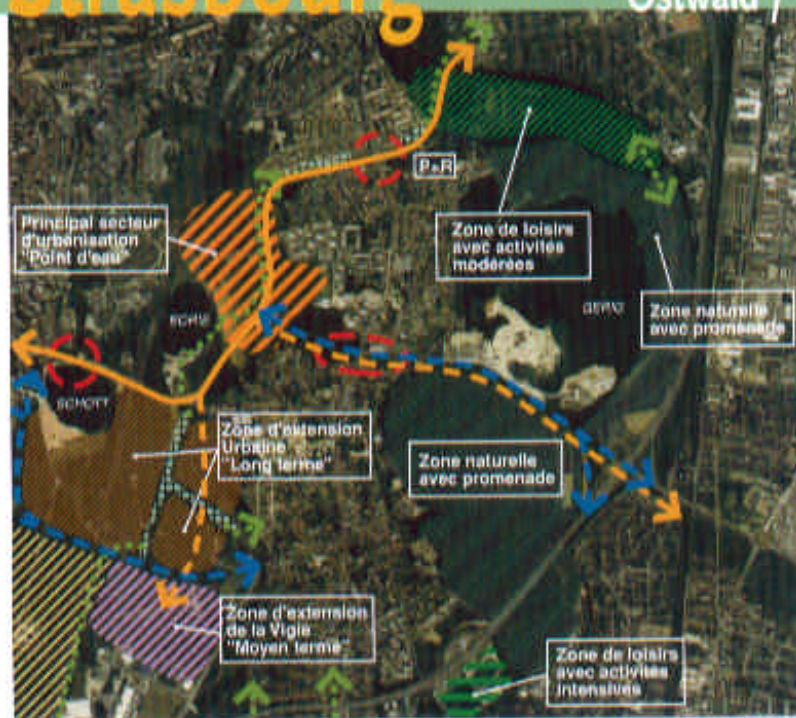 Strasbourg
Ostwald /
P+R
Principal secteur
d'urbanisation
"Point d'eau"
Zone de loisirs
avec activités
modérées
Zone naturelle
avec promenade
GERIG
SCHOTT
Zone d'extension
Urbaine
"Long terme"
Zone naturelle
avec promenade
Zone d'extension
de la Vigie
"Moyen terme"
Zone de loisirs
avec activités
intensives